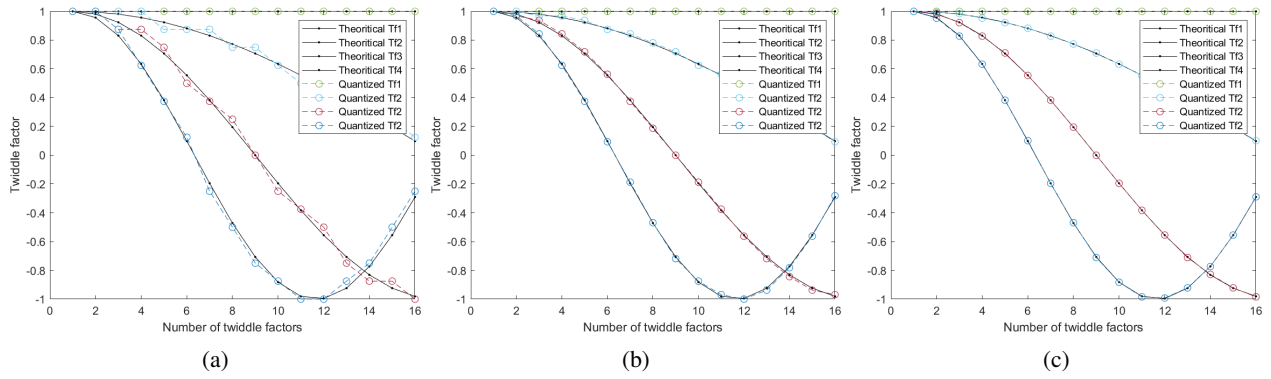 1
0.8
0.6
0.4
0.2
0
-0.2
-0.4
-0.6
-0.8
-1
Twiddle factor
0 2 4 6 8 10 12 14 16
Number of twiddle factors
Theoritical Tf1
Theoritical Tf2
Theoritical Tf3
Theoritical Tf4
Quantized Tf1
Quantized Tf2
Quantized Tf2
Quantized Tf2
(a)
1
0.8
0.6
0.4
0.2
0
-0.2
-0.4
-0.6
-0.8
-1
Twiddle factor
0 2 4 6 8 10 12 14 16
Number of twiddle factors
Theoritical Tf1
Theoritical Tf2
Theoritical Tf3
Theoritical Tf4
Quantized Tf1
Quantized Tf2
Quantized Tf2
Quantized Tf2
(b)
1
0.8
0.6
0.4
0.2
0
-0.2
-0.4
-0.6
-0.8
-1
Twiddle factor
0 2 4 6 8 10 12 14 16
Number of twiddle factors
Theoritical Tf1
Theoritical Tf2
Theoritical Tf3
Theoritical Tf4
Quantized Tf1
Quantized Tf2
Quantized Tf2
Quantized Tf2
(c)